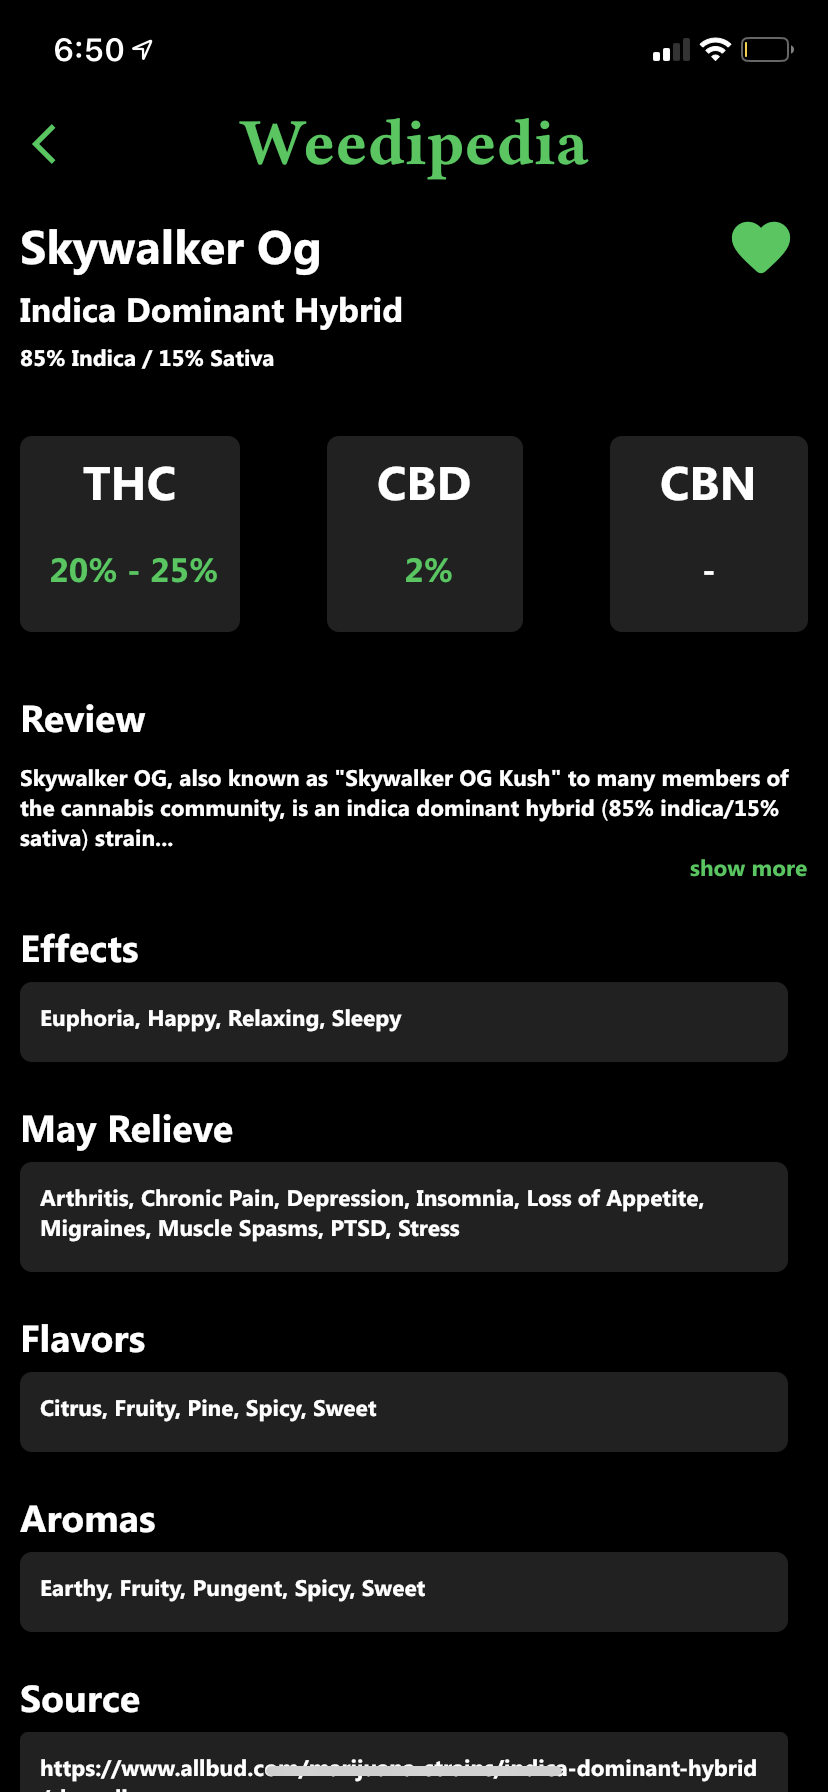 6:50
Weedipedia
Skywalker Og
Indica Dominant Hybrid
85% Indica / 15% Sativa
THC
CBD
CBN
20% - 25%
2%
-
Review
Skywalker OG, also known as "Skywalker OG Kush" to many members of
the cannabis community, is an indica dominant hybrid (85% indica/15%
sativa) strain...
show more
Effects
Euphoria, Happy, Relaxing, Sleepy
May Relieve
Arthritis, Chronic Pain, Depression, Insomnia, Loss of Appetite,
Migraines, Muscle Spasms, PTSD, Stress
Flavors
Citrus, Fruity, Pine, Spicy, Sweet
Aromas
Earthy, Fruity, Pungent, Spicy, Sweet
Source
https://www.allbud.com/marijuana-strains/indica-dominant-hybrid